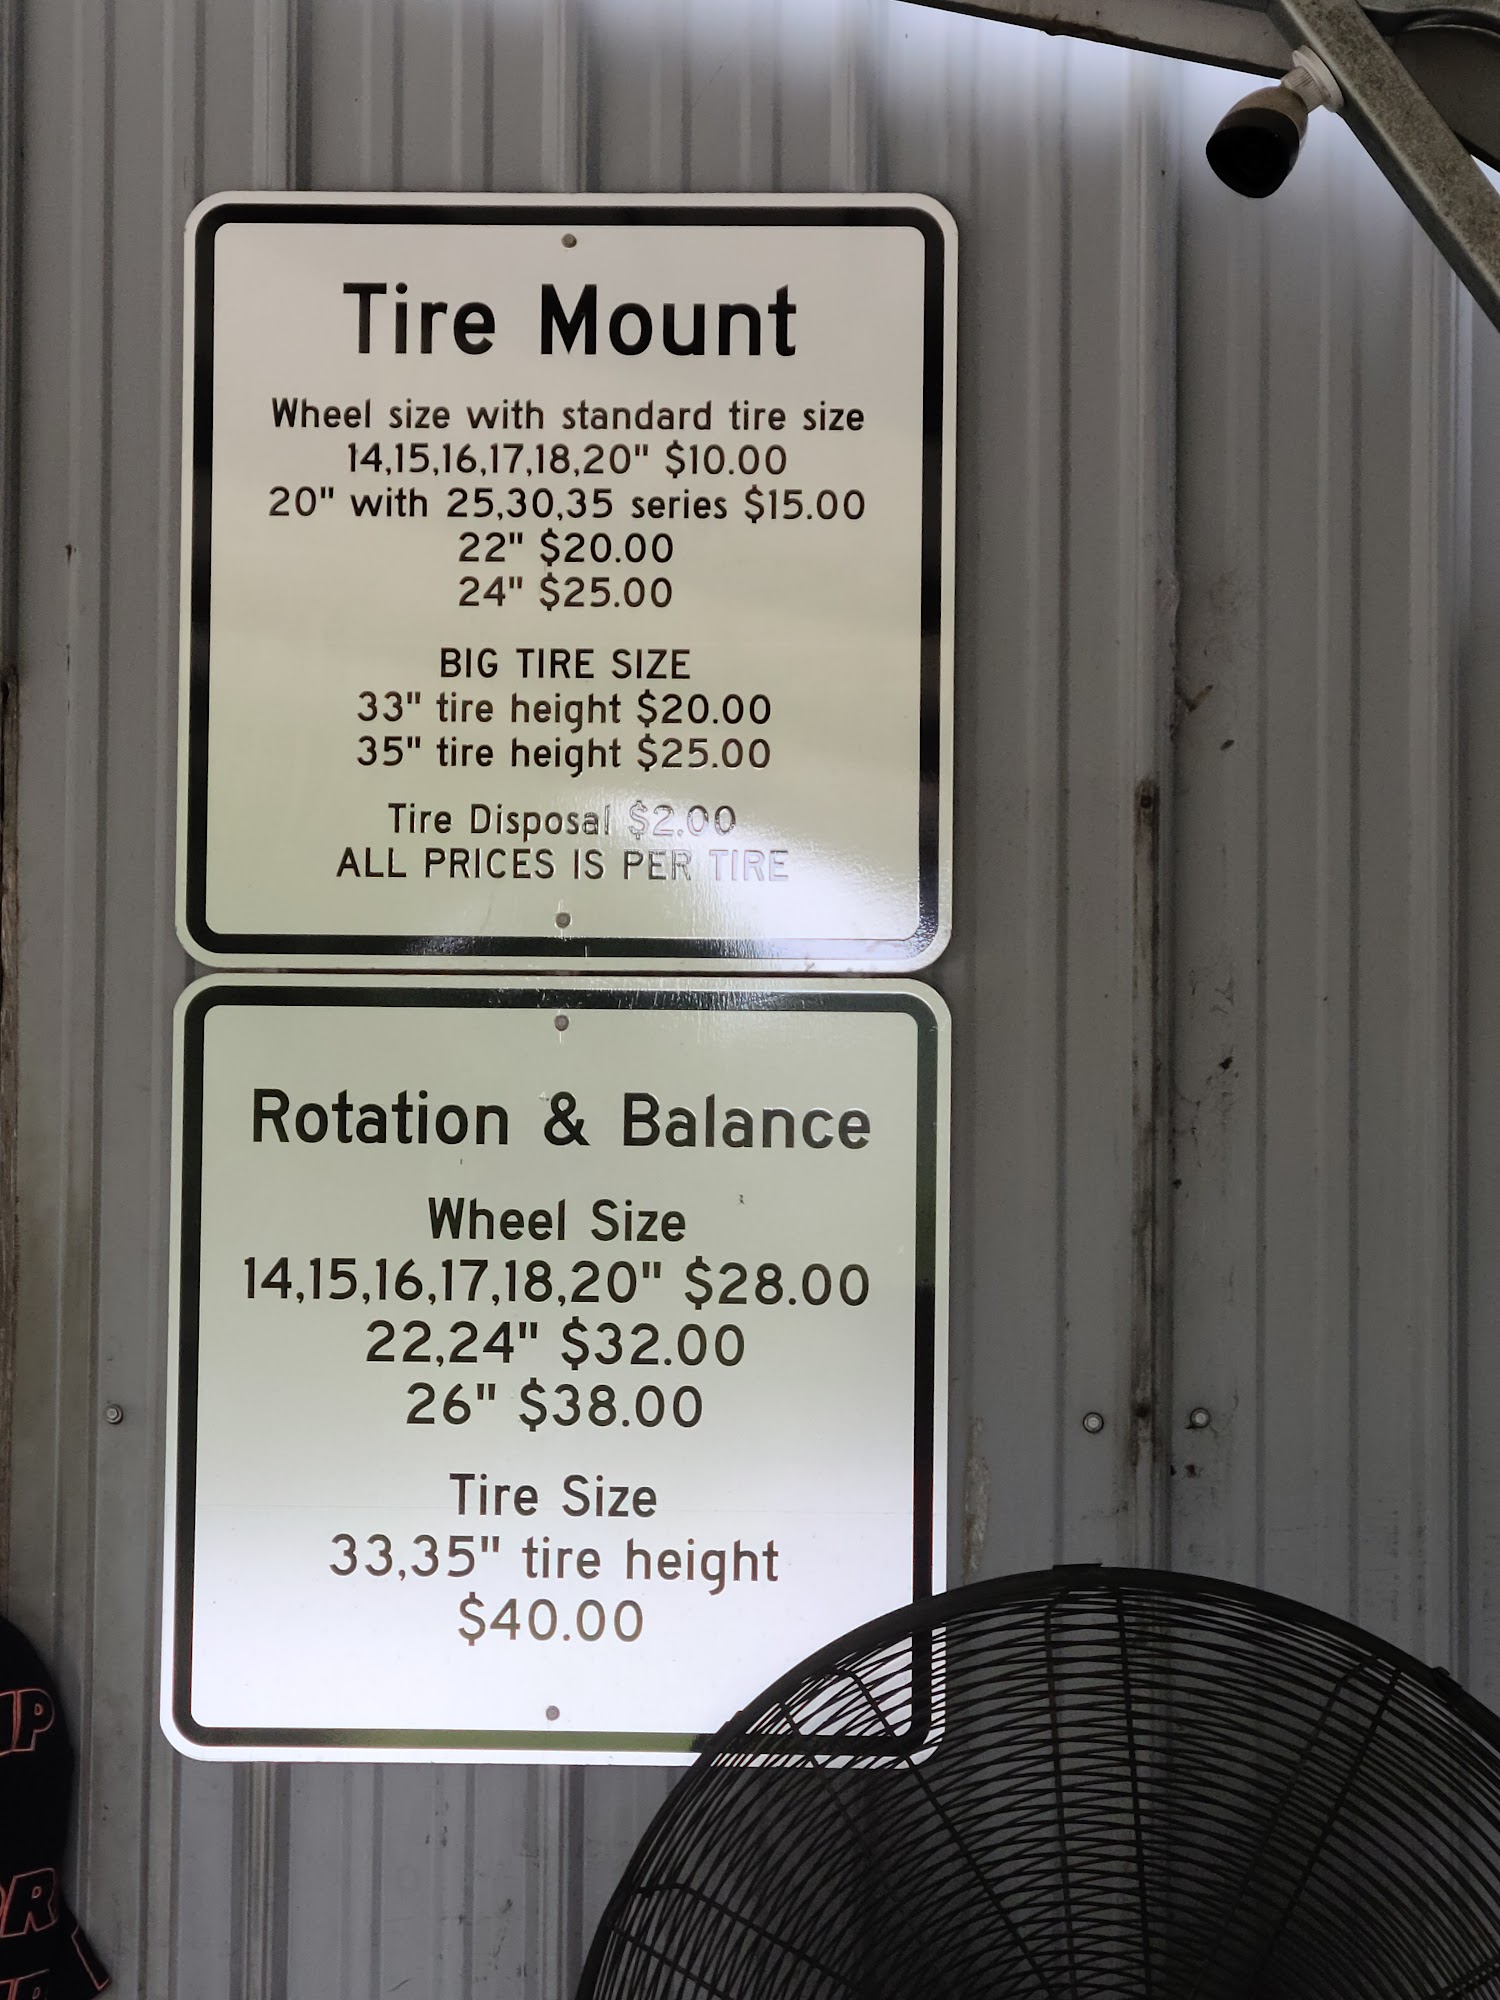 Tire Mount
Wheel size with standard tire size
14,15,16,17,18,20" $10.00
20" with 25,30,35 series $15.00
22" $20.00
24" $25.00
BIG TIRE SIZE
33" tire height $20.00
35" tire height $25.00
Tire Disposal $2.00
ALL PRICES IS PER TIRE
Rotation & Balance
Wheel Size
14,15,16,17,18,20" $28.00
22,24" $32.00
26" $38.00
Tire Size
33,35" tire height
$40.00